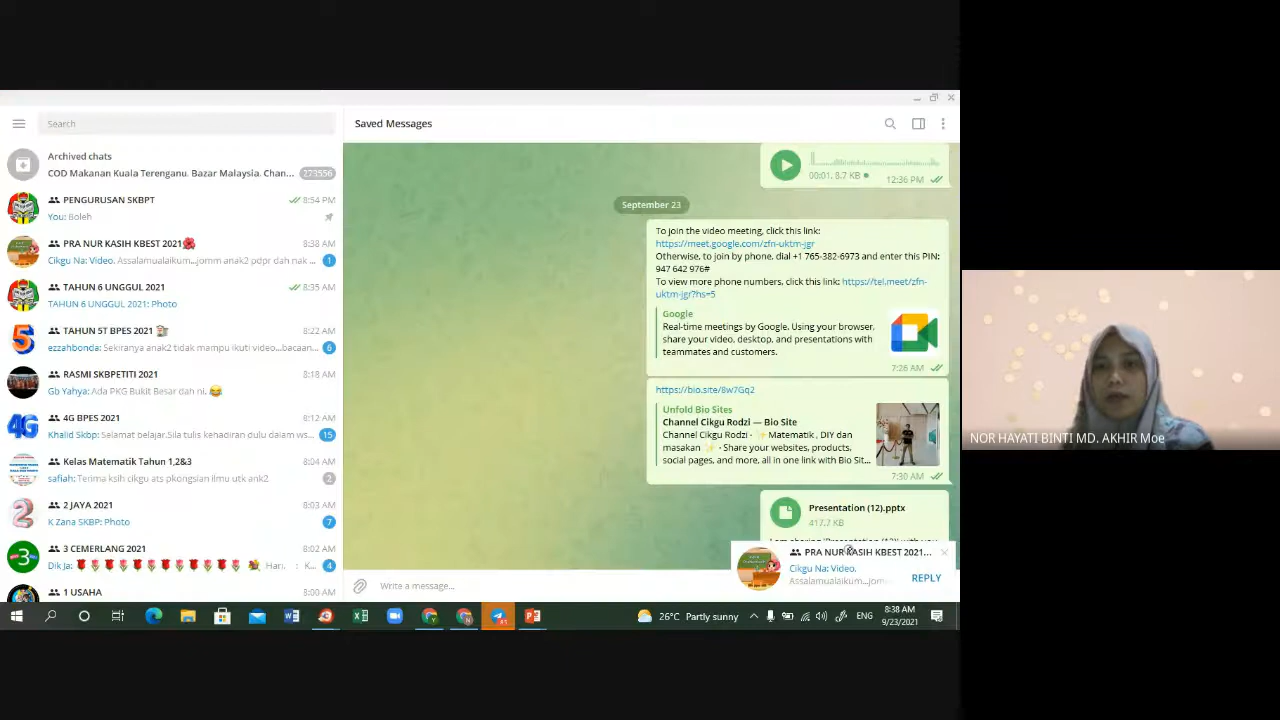 Search
Archived chats
COD Makanan Kuala Terenganu, Bazar Malaysia, Chan...
273556
PENGURUSAN SKBPT
8:54 PM
You: Boleh
PRA NUR KASIH KBEST 2021
8:38 AM
Cikgu Na: Video, Assalamualaikum...jomm anak2 pdpr dah nak ...
1
TAHUN 6 UNGGUL 2021
8:35 AM
TAHUN 6 UNGGUL 2021: Photo
TAHUN 5T BPES 2021
8:22 AM
ezzahbonda: Sekiranya anak2 tidak mampu ikuti video...bacaan...
6
RASMI SKBPETITI 2021
8:18 AM
Gb Yahya: Ada PKG Bukit Besar dah ni.
4G BPES 2021
8:12 AM
Khalid Skbp: Selamat belajar.Sila tulis kehadiran dulu dalam ws...
15
Kelas Matematik Tahun 1,2&3
8:04 AM
safiah: Terima ksih cikgu ats pkongsian ilmu utk ank2
2
2 JAYA 2021
8:03 AM
K Zana SKBP: Photo
7
3 CEMERLANG 2021
8:02 AM
Dik Ja: Hari, : K...
4
1 USAHA
8:00 AM
Saved Messages
00:01, 8.7 KB
12:36 PM
September 23
To join the video meeting, click this link:
https://meet.google.com/zfn-uktm-jgr
Otherwise, to join by phone, dial +1 765-382-6973 and enter this PIN:
947 642 976#
To view more phone numbers, click this link: https://tel.meet/zfn-
uktm-jgr?hs=5
Google
Real-time meetings by Google. Using your browser,
share your video, desktop, and presentations with
teammates and customers.
7:26 AM
https://bio.site/8w7Gq2
Unfold Bio Sites
Channel Cikgu Rodzi — Bio Site
Channel Cikgu Rodzi - Matematik, DIY dan
masakan - Share your websites, products,
social pages, and more, all in one link with Bio Sit...
7:30 AM
Presentation (12).pptx
417.7 KB
PRA NUR KASIH KBEST 2021...
Cikgu Na: Video,
Assalamualaikum...jom
REPLY
Write a message...
26°C Partly sunny
ENG
8:38 AM
9/23/2021
NOR HAYATI BINTI MD. AKHIR Moe